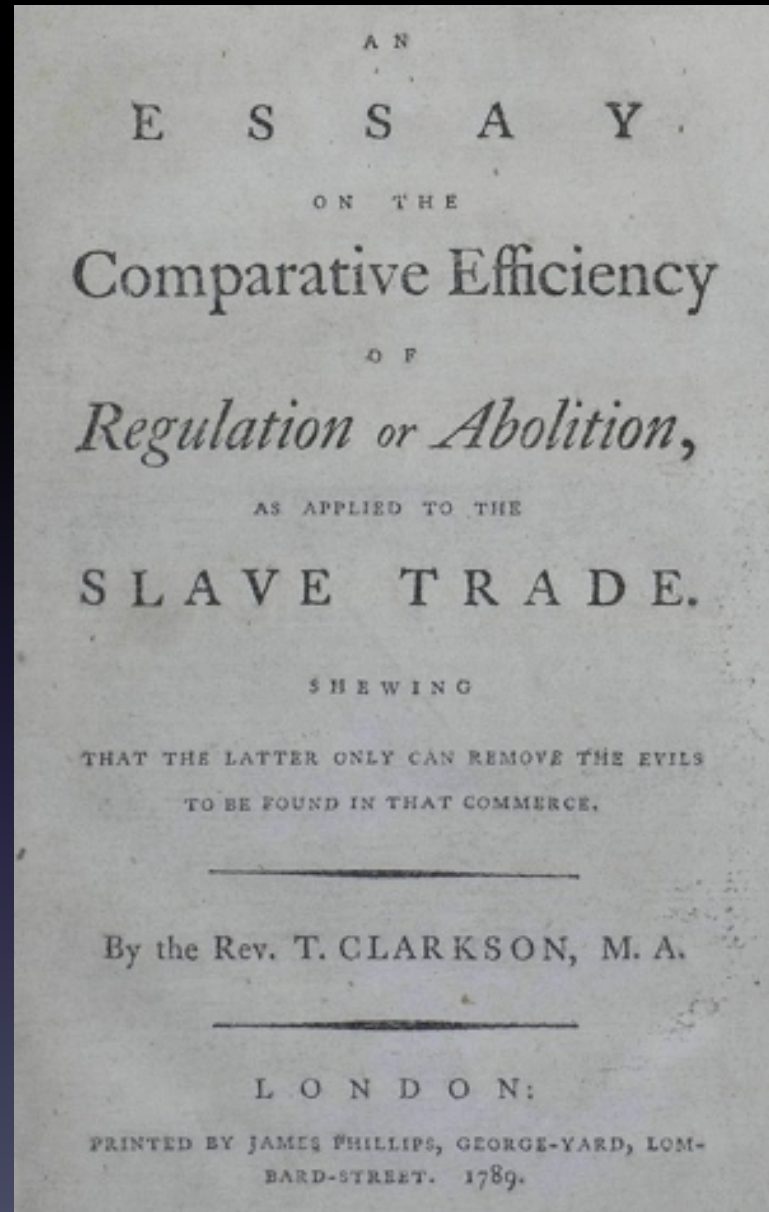 AN
ESSAY
ON THE
Comparative Efficiency
OF
Regulation or Abolition,
AS APPLIED TO THE
SLAVE TRADE.
SHEWING
THAT THE LATTER ONLY CAN REMOVE THE EVILS
TO BE FOUND IN THAT COMMERCE.
By the Rev. T. CLARKSON, M. A.
LONDON:
PRINTED BY JAMES PHILLIPS, GEORGE-YARD, LOM-
BARD-STREET. 1789.